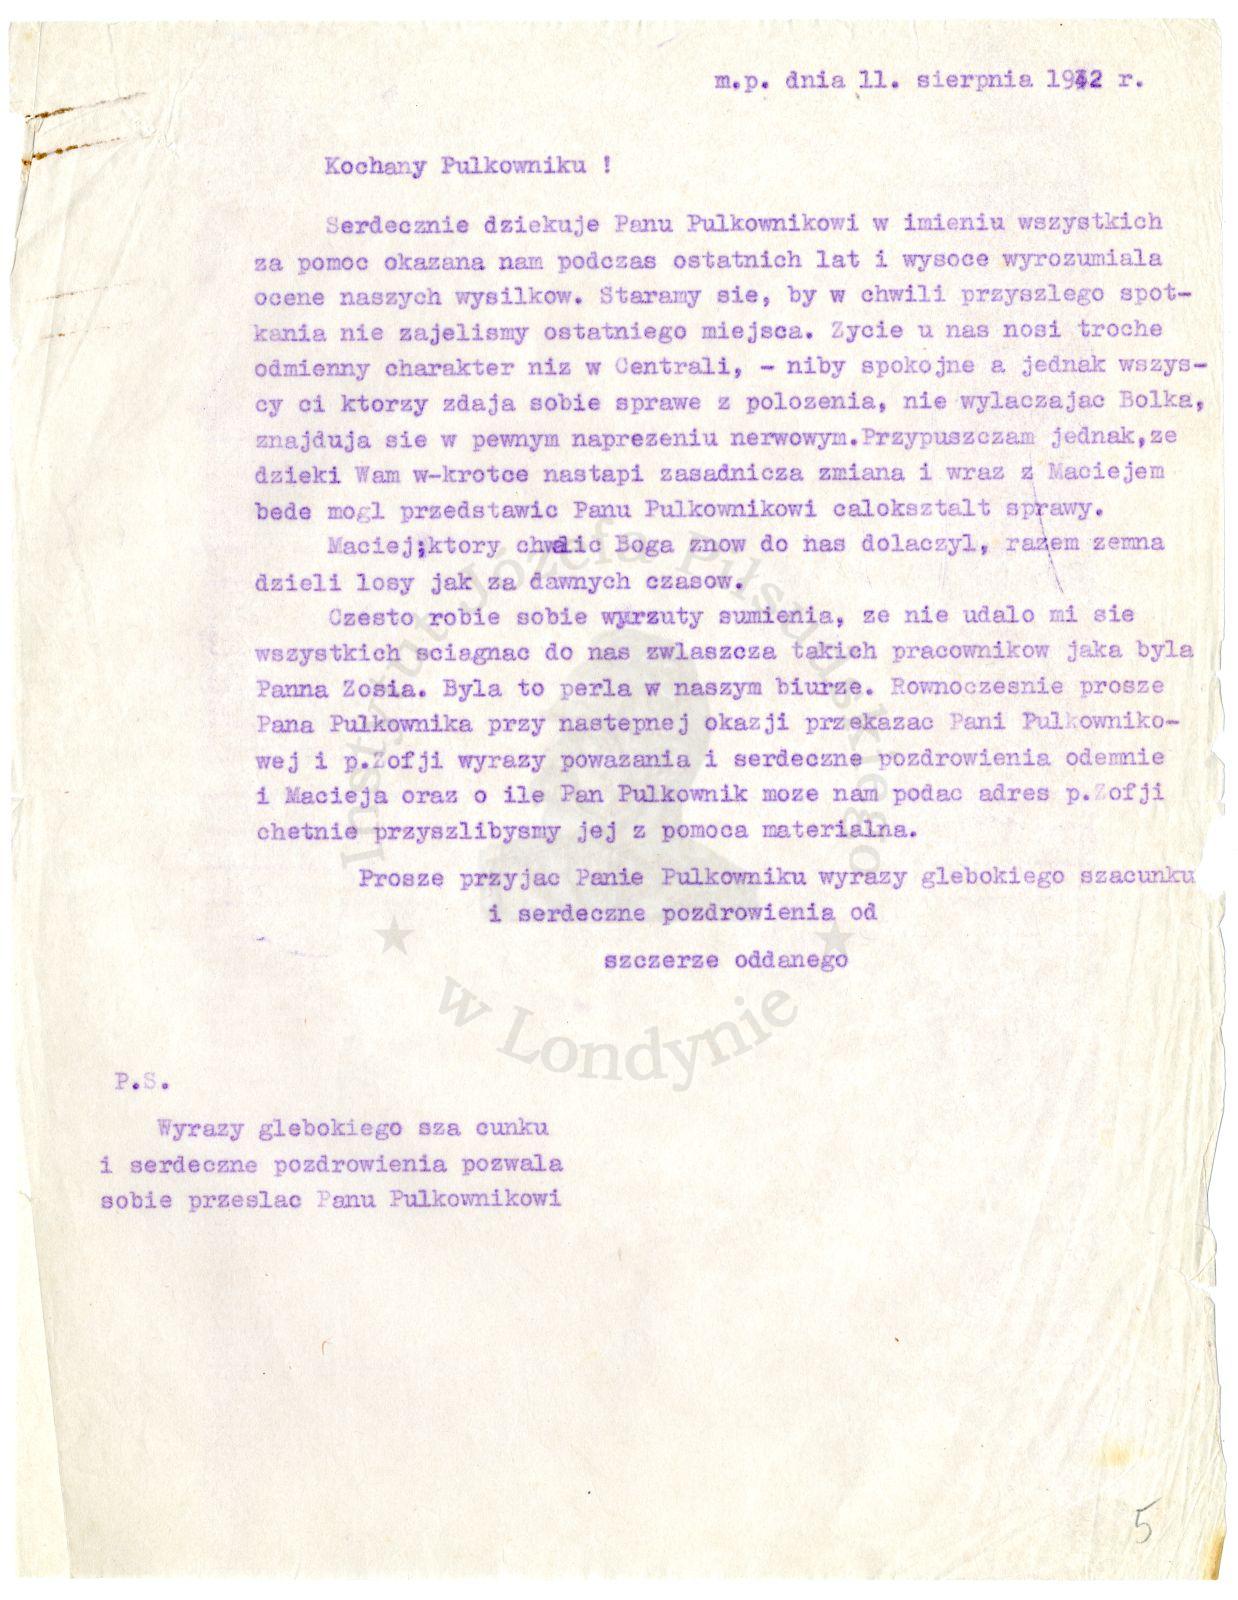 m.p. dnia 11. sierpnia 1942 r.
Kochany Pulkowniku !
Serdecznie dziekuje Panu Pulkownikowi w imieniu wszystkich
za pomoc okazana nam podczas ostatnich lat i wysoce wyrozumiala
ocene naszych wysilkow. Staramy sie, by w chwili przyszlego spot-
kania nie zajelismy ostatniego miejsca. Zycie u nas nosi troche
odmienny charakter niz w Centrali, - niby spokojne a jednak wszys-
cy ci ktorzy zdaja sobie sprawe z polozenia, nie wylaczajac Bolka,
znajduja sie w pewnym naprezeniu nerwowym.Przypuszczam jednak,ze
dzieki Wam w-krotce nastapi zasadnicza zmiana i wraz z Maciejem
bede mogl przedstawic Panu Pulkownikowi caloksztalt sprawy.
Maciej;ktory chwalic Boga znow do nas dolaczyl, razem zemna
dzieli losy jak za dawnych czasow.
Czesto robie sobie wyrzuty sumienia, ze nie udalo mi sie
wszystkich sciagnac do nas zwlaszcza takich pracownikow jaka byla
Panna Zosia. Byla to perla w naszym biurze. Rownoczesnie prosze
Pana Pulkownika przy nastepnej okazji przekazac Pani Pulkowniko-
wej i p.Zofji wyrazy powazania i serdeczne pozdrowienia odemnie
i Macieja oraz o ile Pan Pulkownik moze nam podac adres p.Zofji
chetnie przyszlibysmy jej z pomoca materialna.
Prosze przyjac Panie Pulkowniku wyrazy glebokiego szacunku
i serdeczne pozdrowienia od
szczerze oddanego
P.S.
Wyrazy glebokiego sza cunku
i serdeczne pozdrowienia pozwala
sobie przeslac Panu Pulkownikowi
5
Instytut Józefa Piłsudskiego
w Londynie